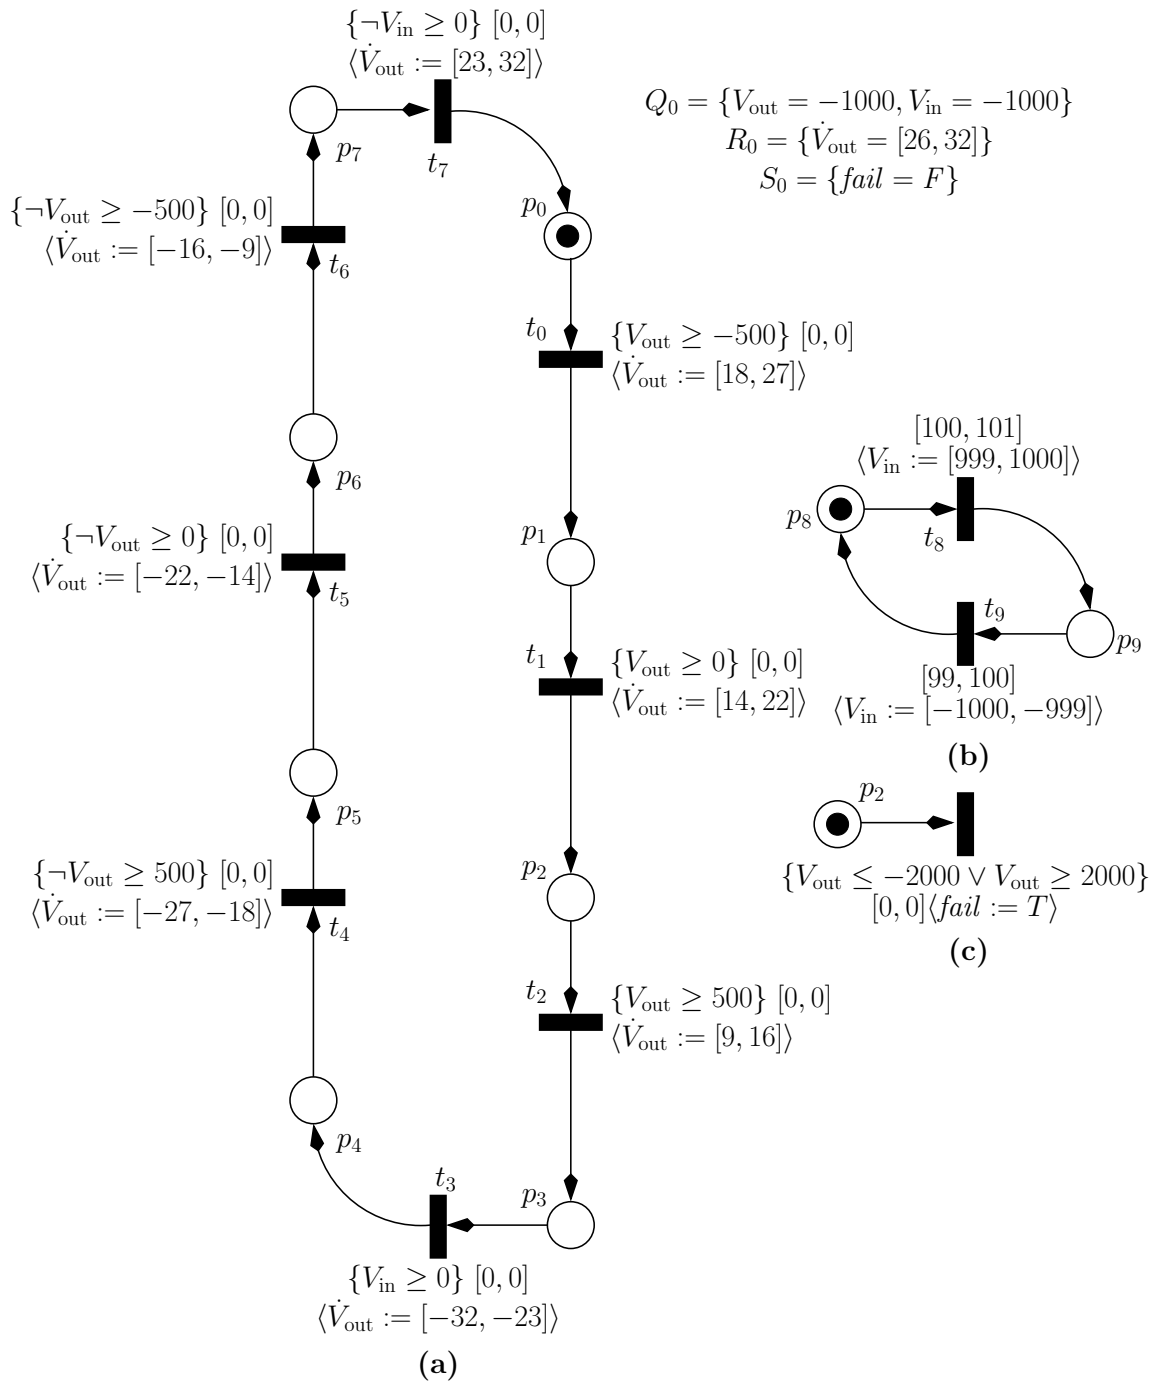 {¬V_in ≥ 0} [0, 0]
⟨V̇_out := [23, 32]⟩
p_7
t_7
Q_0 = {V_out = −1000, V_in = −1000}
R_0 = {V̇_out = [26, 32]}
S_0 = {fail = F}
{¬V_out ≥ −500} [0, 0]
⟨V̇_out := [−16, −9]⟩
t_6
p_0
t_0
{V_out ≥ −500} [0, 0]
⟨V̇_out := [18, 27]⟩
p_6
p_1
{¬V_out ≥ 0} [0, 0]
⟨V̇_out := [−22, −14]⟩
t_5
t_1
{V_out ≥ 0} [0, 0]
⟨V̇_out := [14, 22]⟩
p_5
p_2
{¬V_out ≥ 500} [0, 0]
⟨V̇_out := [−27, −18]⟩
t_4
t_2
{V_out ≥ 500} [0, 0]
⟨V̇_out := [9, 16]⟩
p_4
t_3
p_3
{V_in ≥ 0} [0, 0]
⟨V̇_out := [−32, −23]⟩
(a)
[100, 101]
⟨V_in := [999, 1000]⟩
p_8
t_8
t_9
p_9
[99, 100]
⟨V_in := [−1000, −999]⟩
(b)
p_2
{V_out ≤ −2000 ∨ V_out ≥ 2000}
[0, 0]⟨fail := T⟩
(c)